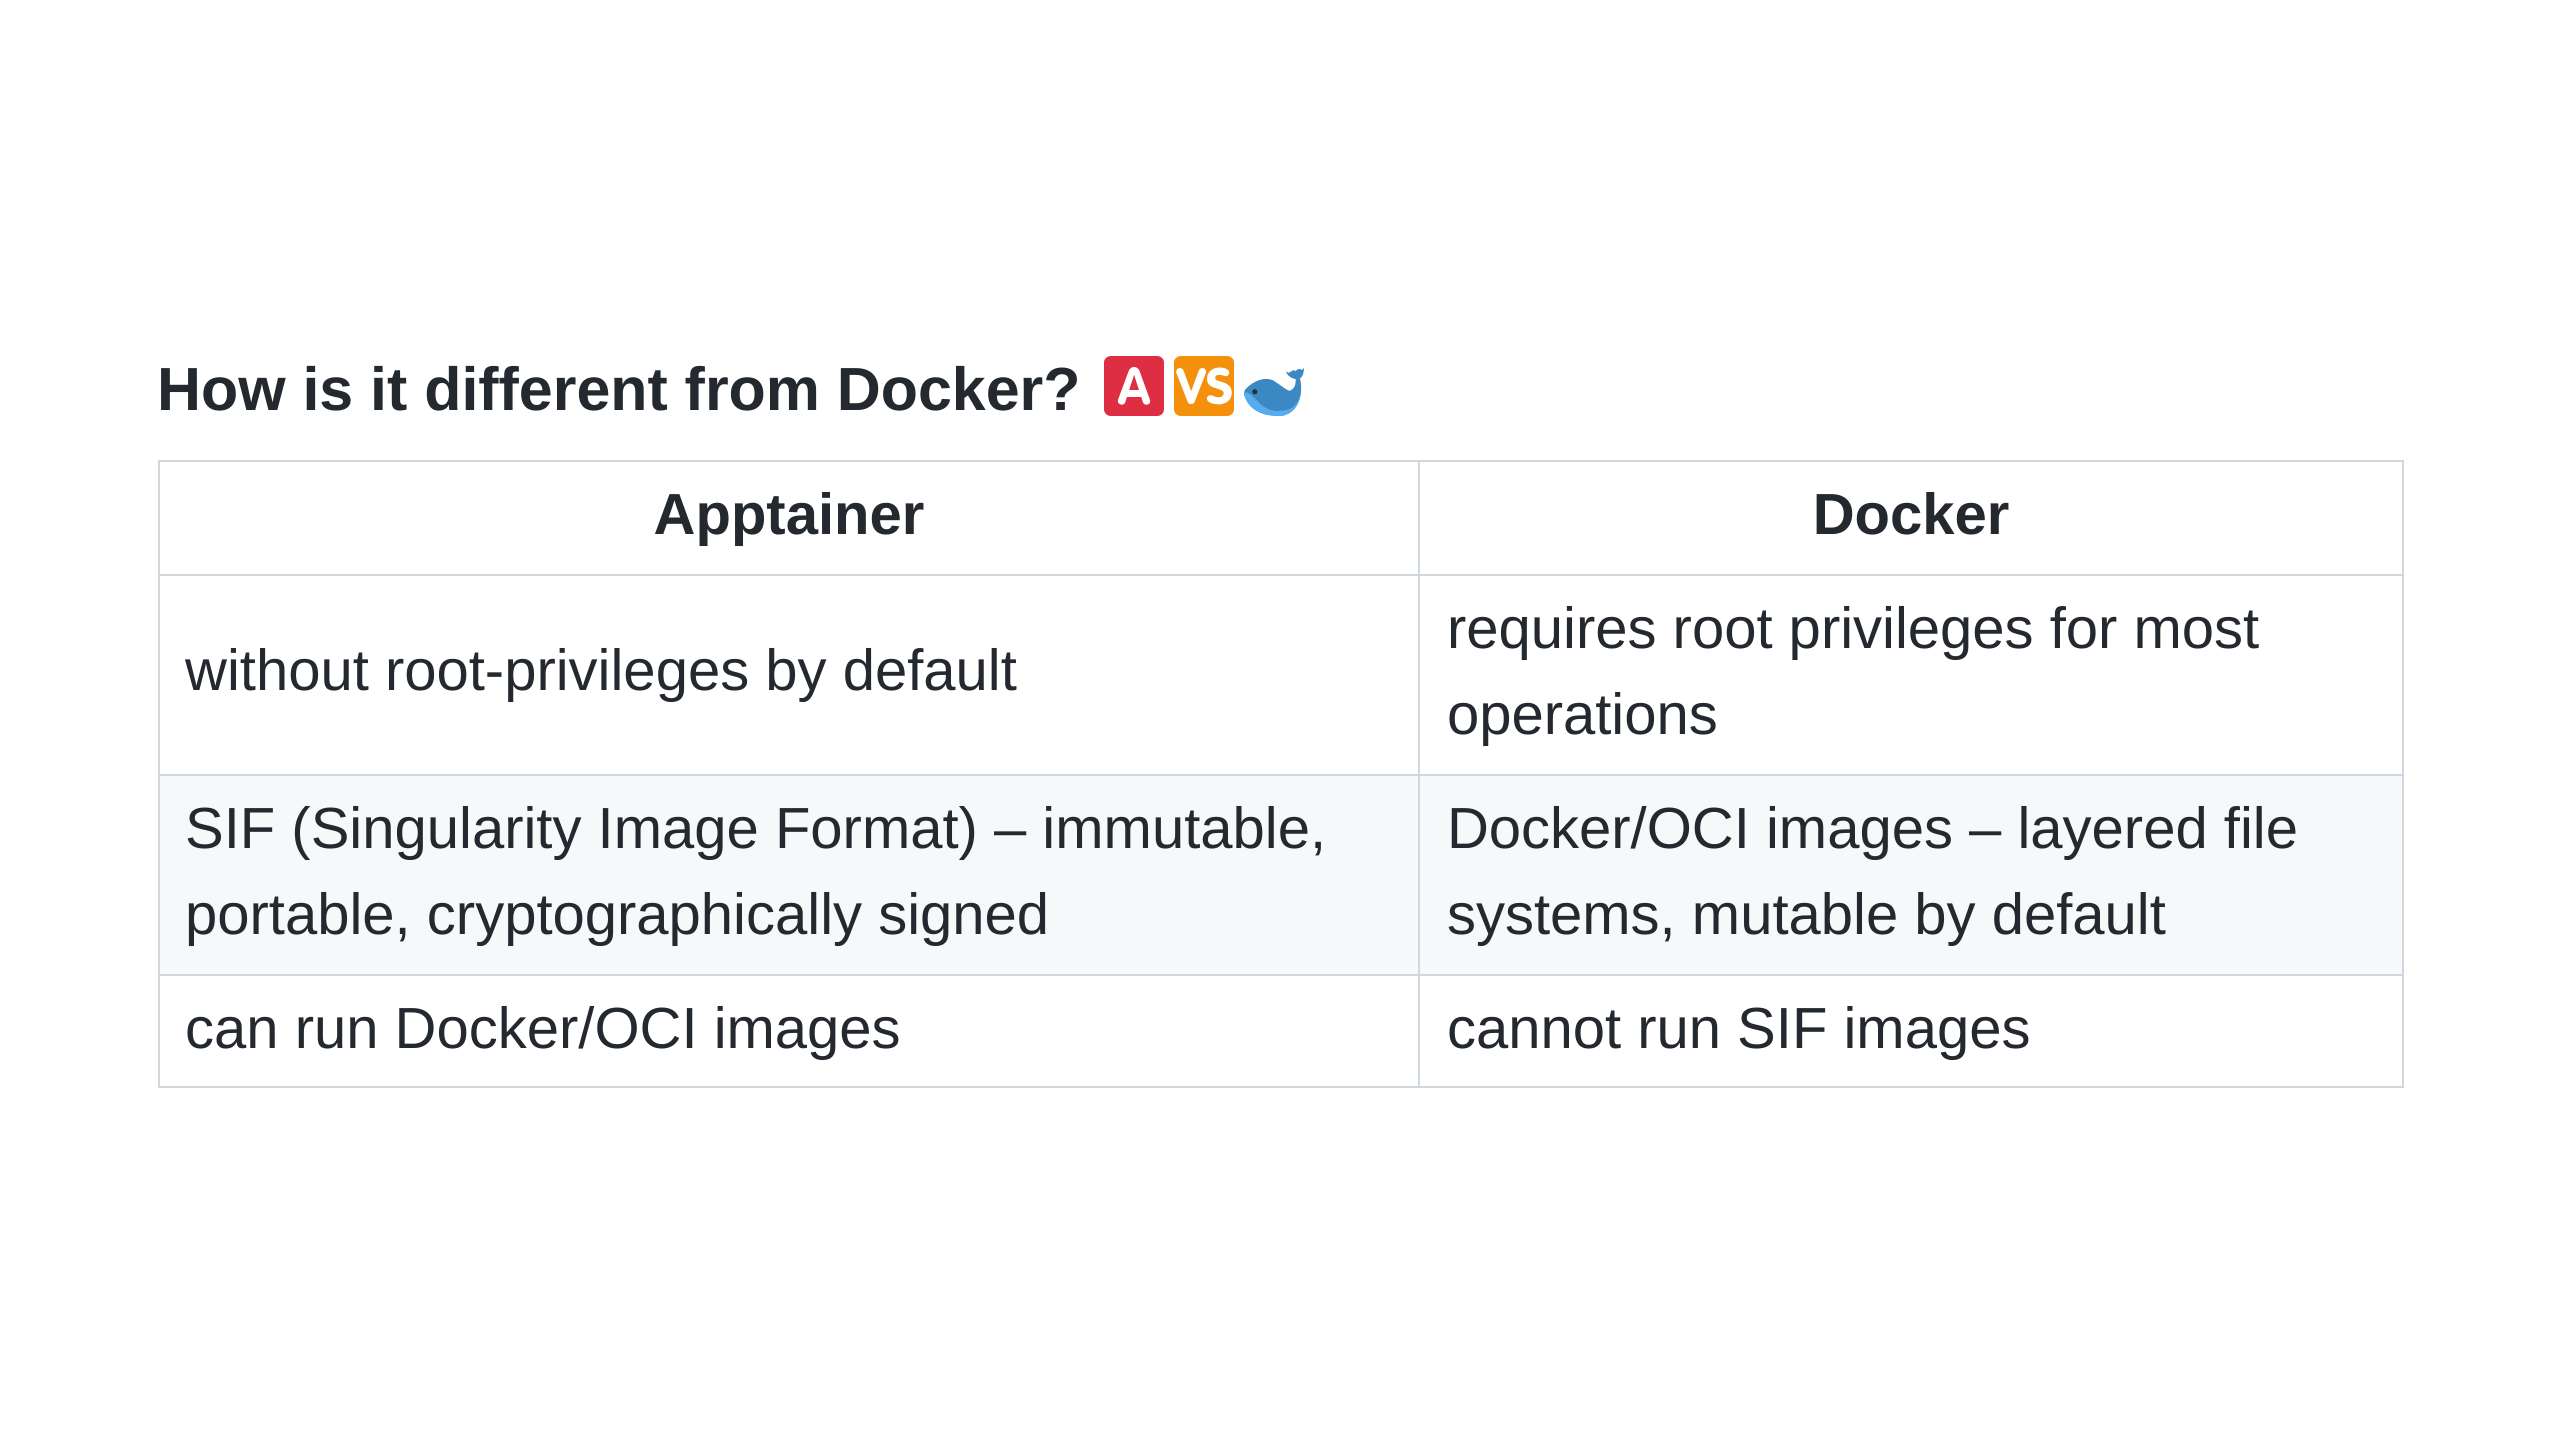 How is it different from Docker? 🅰️🆚🐳
Apptainer
Docker
without root-privileges by default
requires root privileges for most
operations
SIF (Singularity Image Format) – immutable,
portable, cryptographically signed
Docker/OCI images – layered file
systems, mutable by default
can run Docker/OCI images
cannot run SIF images